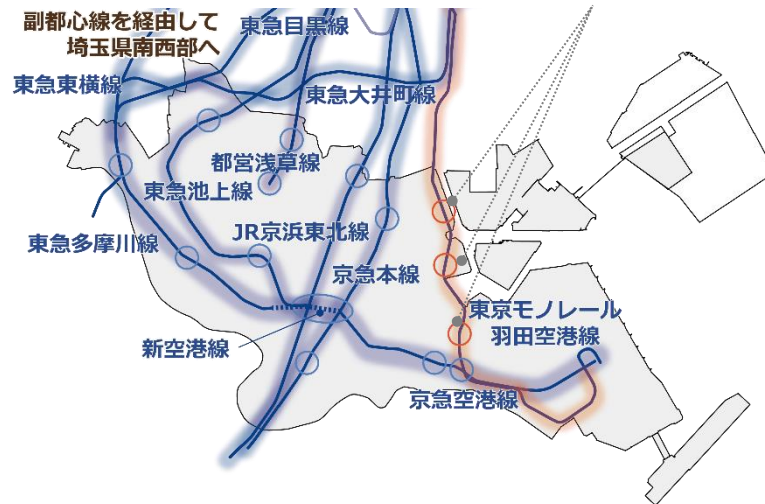 副都心線を経由して
埼玉県南西部へ
東急目黒線
東急東横線
東急大井町線
都営浅草線
東急池上線
JR京浜東北線
東急多摩川線
京急本線
東京モノレール
羽田空港線
新空港線
京急空港線